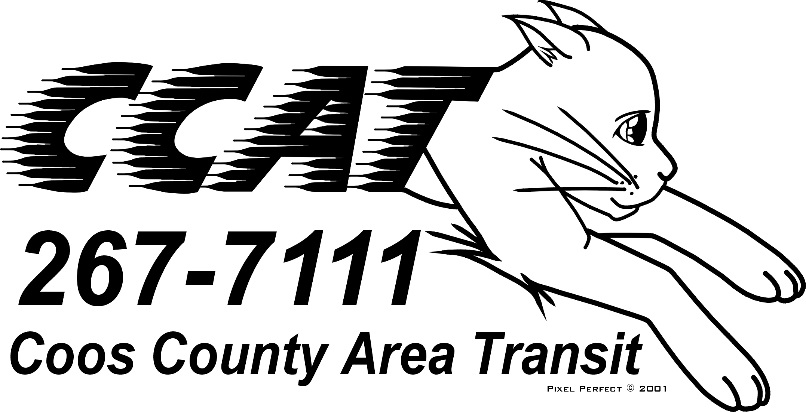 CCAT
267-7111
Coos County Area Transit
Pixel Perfect © 2001